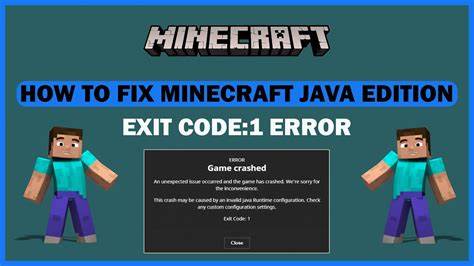 MINECRAFT
HOW TO FIX MINECRAFT JAVA EDITION
EXIT CODE:1 ERROR
ERROR
Game crashed
An unexpected issue occurred and the game has crashed. We're sorry for
the inconvenience.
This crash may be caused by an invalid java Runtime configuration. Check
any custom configuration settings.
Exit Code: 1
Close